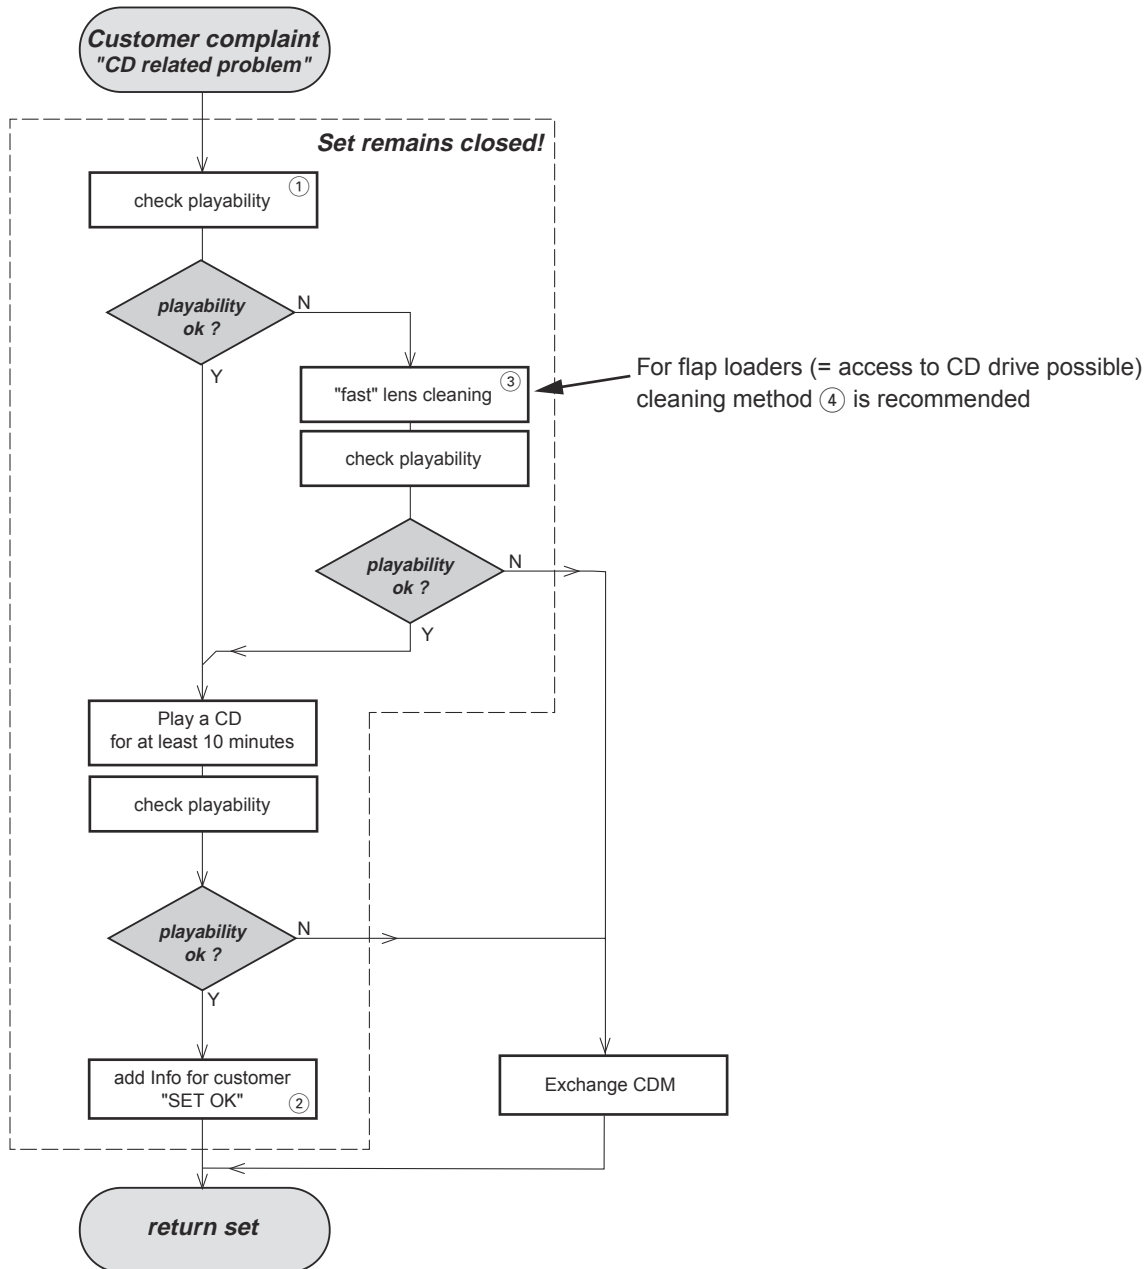 Customer complaint
"CD related problem"
Set remains closed!
check playability
①
playability
ok ?
N
Y
"fast" lens cleaning
③
For flap loaders (= access to CD drive possible)
cleaning method ④ is recommended
check playability
playability
ok ?
N
Y
Play a CD
for at least 10 minutes
check playability
playability
ok ?
N
Y
add Info for customer
"SET OK" ②
Exchange CDM
return set